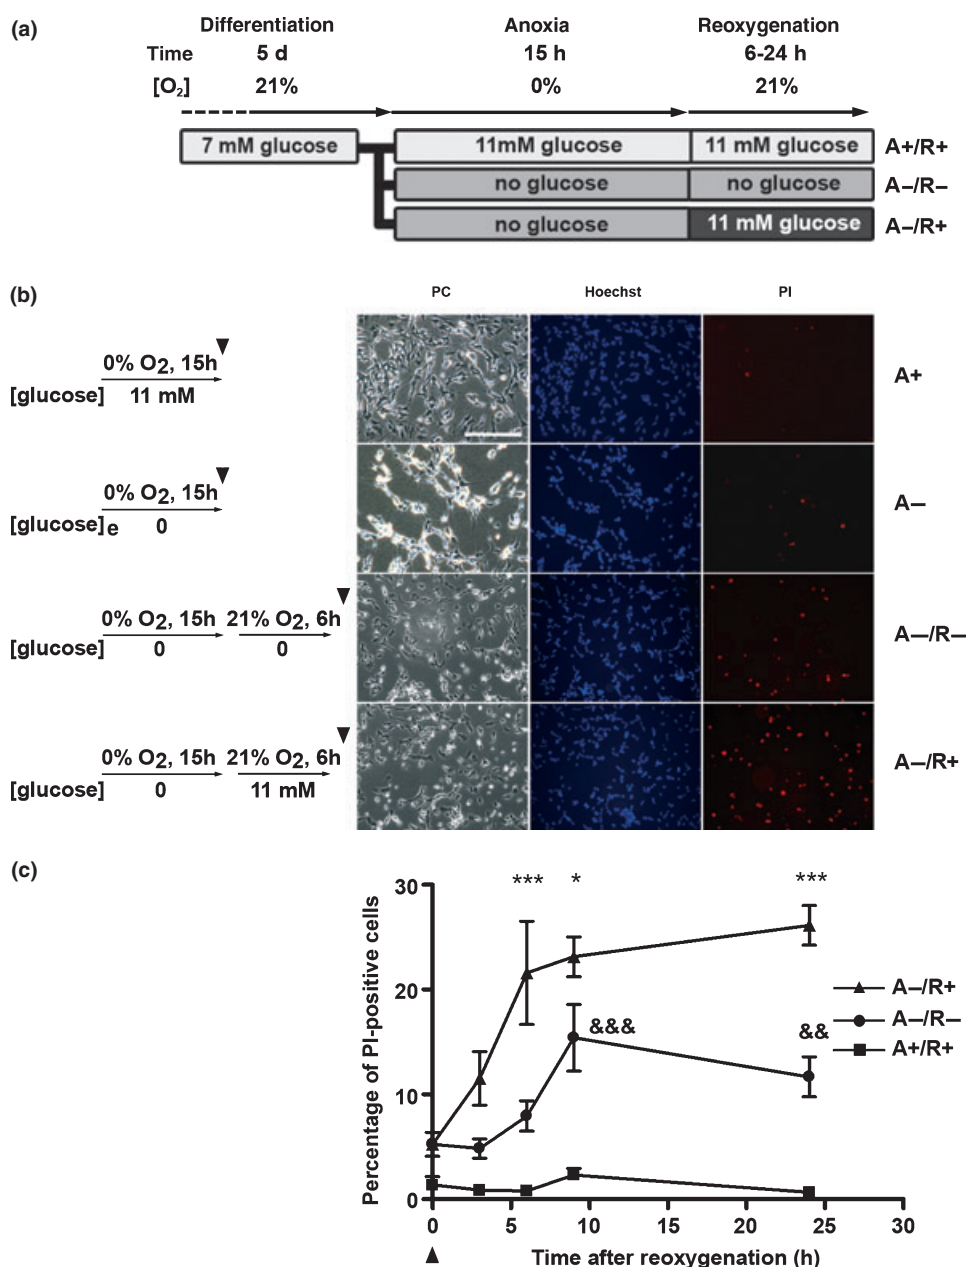 (a)
Differentiation Anoxia Reoxygenation
Time 5 d 15 h 6-24 h
[O₂] 21% 0% 21%
7 mM glucose 11mM glucose 11 mM glucose A+/R+
no glucose no glucose A−/R−
no glucose 11 mM glucose A−/R+
(b)
PC Hoechst PI
0% O2, 15h
[glucose] 11 mM
A+
0% O2, 15h
[glucose]e 0
A−
0% O2, 15h 21% O2, 6h
[glucose] 0 0
A−/R−
0% O2, 15h 21% O2, 6h
[glucose] 0 11 mM
A−/R+
(c)
Percentage of PI-positive cells
30
20
10
0
*** * ***
&&& &&
A−/R+
A−/R−
A+/R+
0 5 10 15 20 25 30
Time after reoxygenation (h)